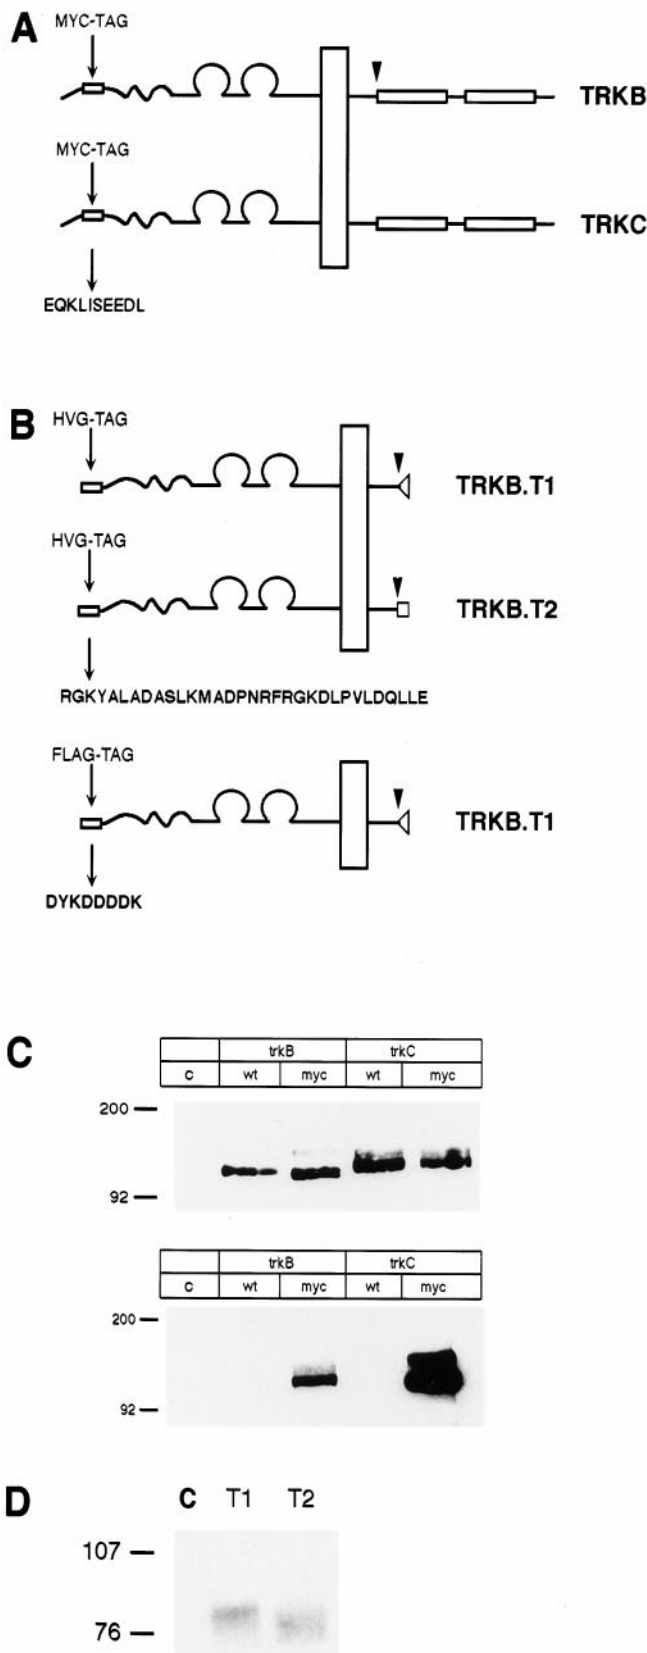 A
MYC-TAG
TRKB
MYC-TAG
TRKC
EQKLISEEDL
B
HVG-TAG
TRKB.T1
HVG-TAG
TRKB.T2
RGKYALADASLKMADPNRFRGKDLPVLDQLLE
FLAG-TAG
TRKB.T1
DYKDDDDK
C
trkB trkC
C wt myc wt myc
200
92
trkB trkC
C wt myc wt myc
200
92
D
C T1 T2
107
76